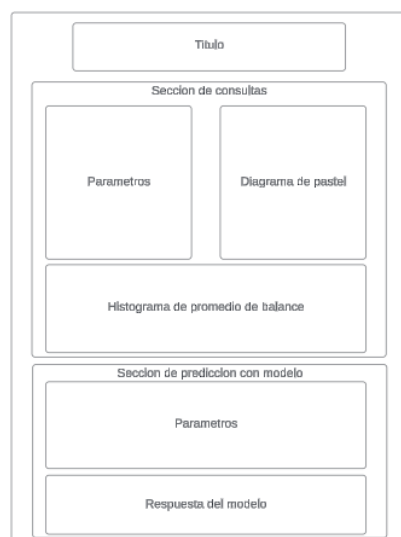 Titulo
Seccion de consultas
Parametros
Diagrama de pastel
Histograma de promedio de balance
Seccion de prediccion con modelo
Parametros
Respuesta del modelo